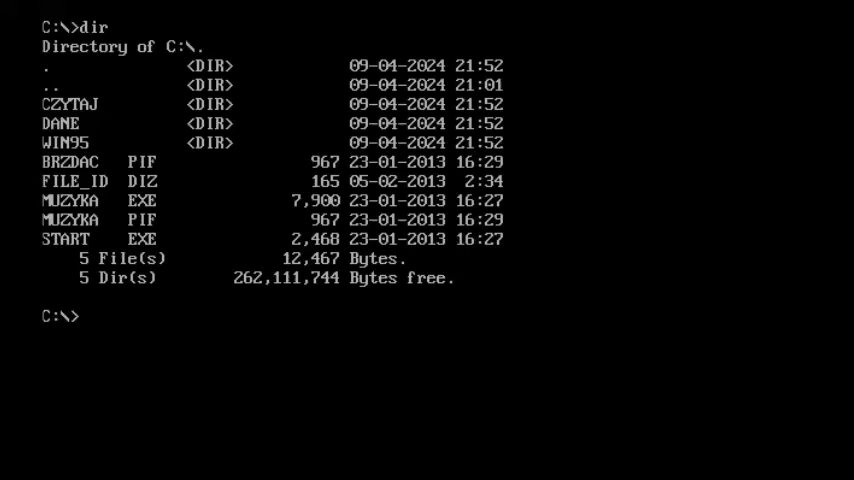 C:\>dir
Directory of C:\.
. <DIR> 09-04-2024 21:52
.. <DIR> 09-04-2024 21:01
CZYTAJ <DIR> 09-04-2024 21:52
DANE <DIR> 09-04-2024 21:52
WIN95 <DIR> 09-04-2024 21:52
BRZDAC PIF 967 23-01-2013 16:29
FILE_ID DIZ 165 05-02-2013 2:34
MUZYKA EXE 7,900 23-01-2013 16:27
MUZYKA PIF 967 23-01-2013 16:29
START EXE 2,468 23-01-2013 16:27
5 File(s) 12,467 Bytes.
5 Dir(s) 262,111,744 Bytes free.
C:\>